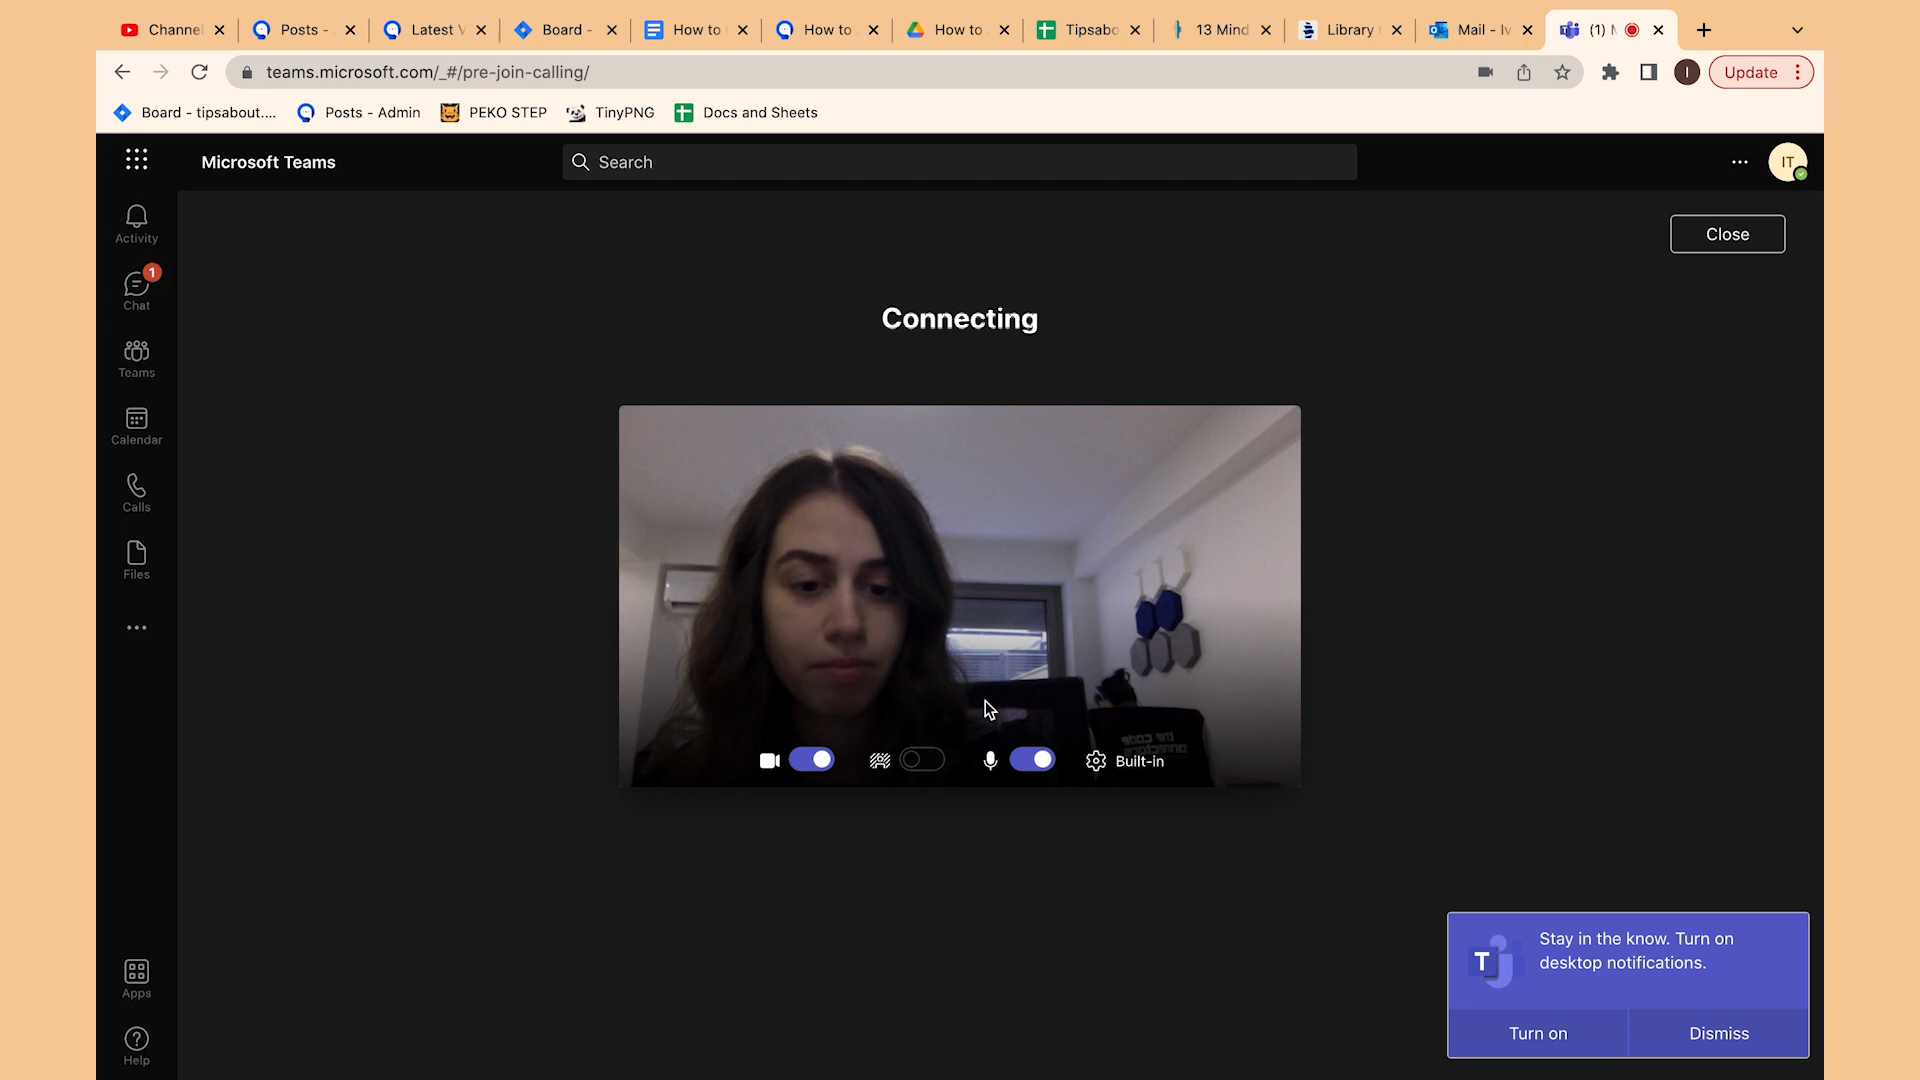 Channel
Posts -
Latest V
Board -
How to
How to
How to
Tipsabo
13 Mind
Library
Mail - Iv
(1)
teams.microsoft.com/_#/pre-join-calling/
I
Update
Board - tipsabout....
Posts - Admin
PEKO STEP
TinyPNG
Docs and Sheets
Microsoft Teams
Search
IT
Activity
1
Chat
Teams
Calendar
Calls
Files
Apps
Help
Close
Connecting
Built-in
T
Stay in the know. Turn on
desktop notifications.
Turn on
Dismiss